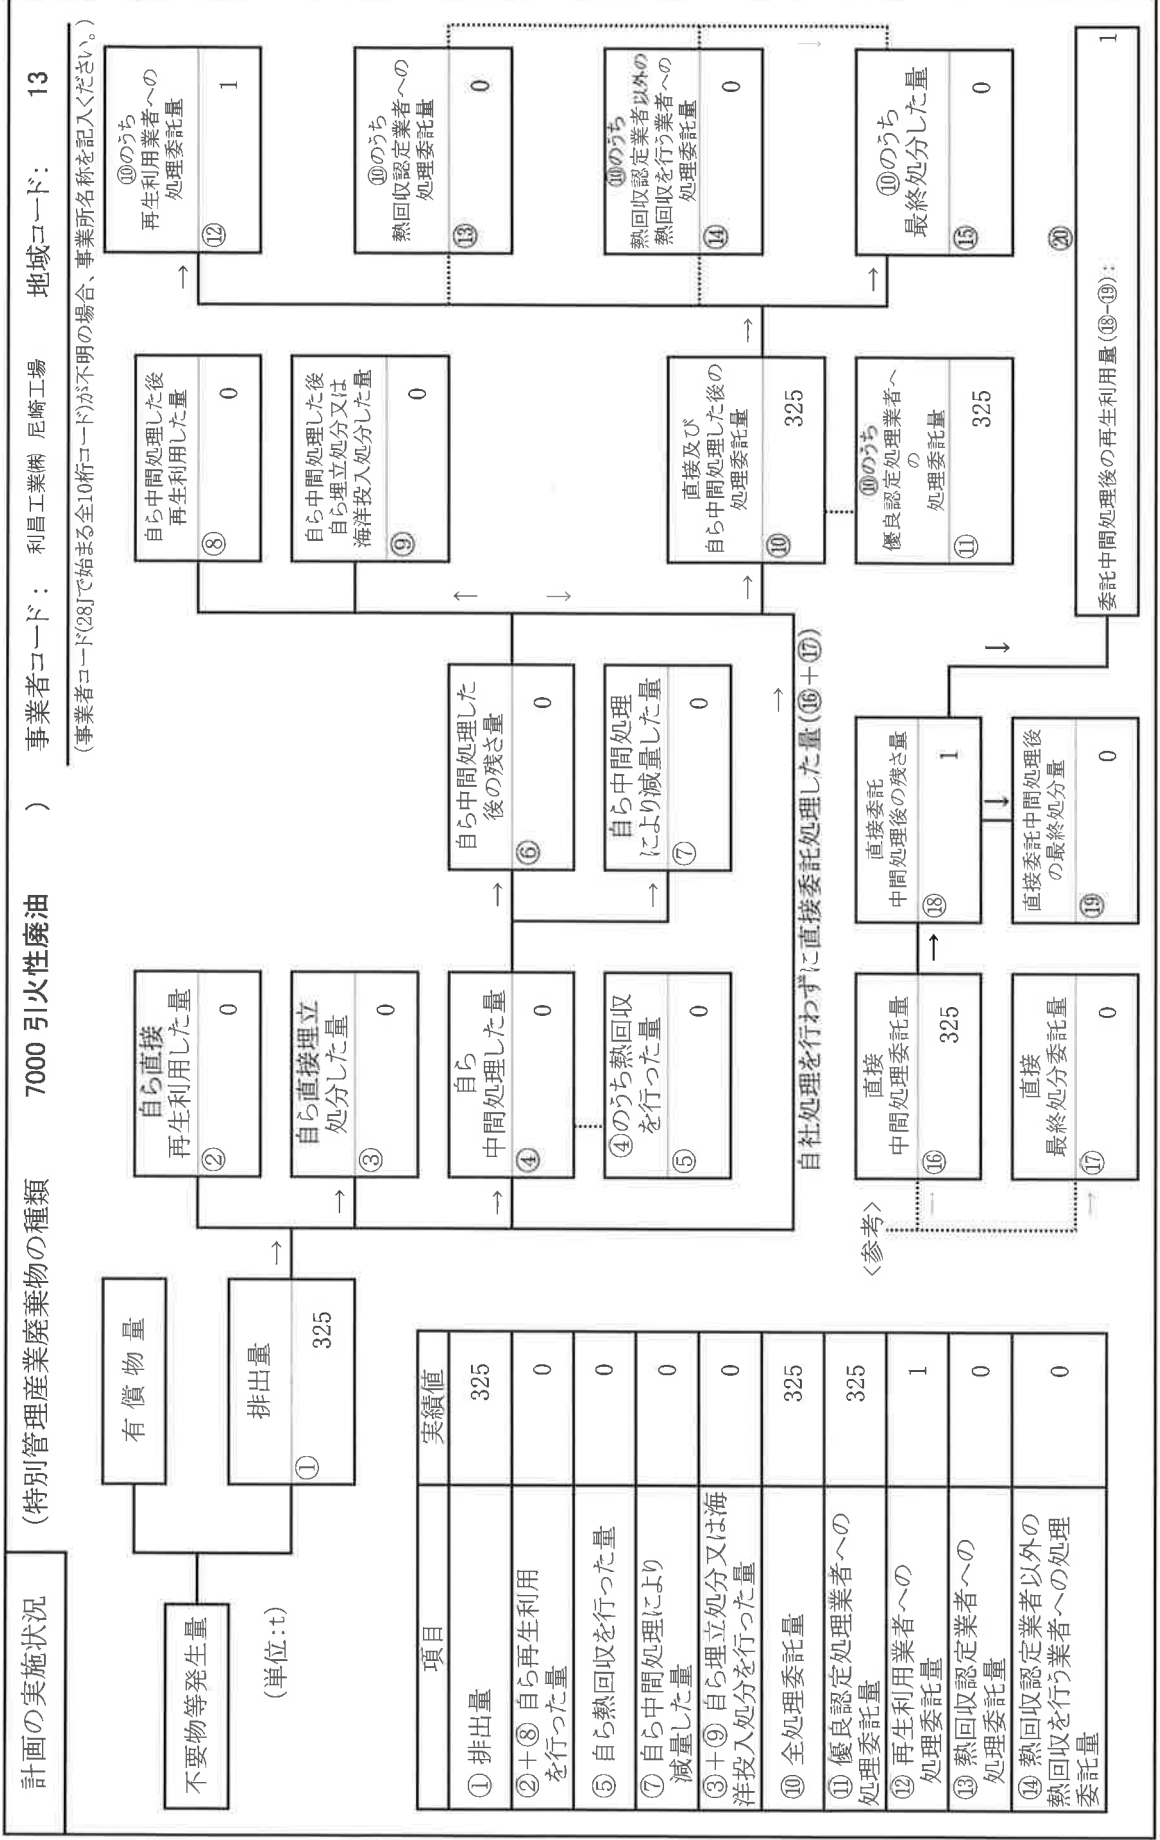 計画の実施状況
(特別管理産業廃棄物の種類 7000 引火性廃油 )
事業者コード： 利昌工業㈱ 尼崎工場 地域コード： 13
(事業者コード(「28」で始まる全10桁コード)が不明の場合、事業所名称を記入ください。)
不要物等発生量
(単位:t)
有 償 物 量
排出量
① 325
→
自ら直接
再生利用した量
② 0
自ら直接埋立
処分した量
③ 0
→
自ら
中間処理した量
④ 0
→
④のうち熱回収
を行った量
⑤ 0
自ら中間処理した
後の残さ量
⑥ 0
→
自ら中間処理
により減量した量
⑦ 0
→
自ら中間処理した後
再生利用した量
⑧ 0
自ら中間処理した後
自ら埋立処分又は
海洋投入処分した量
⑨ 0
直接及び
自ら中間処理した後の
処理委託量
⑩ 325
→
⑩のうち
優良認定処理業者へ
の
処理委託量
⑪ 325
⑩のうち
再生利用業者への
処理委託量
⑫ 1
→
⑩のうち
熱回収認定業者への
処理委託量
⑬ 0
⑩のうち
熱回収認定業者以外の
熱回収を行う業者への
処理委託量
⑭ 0
⑩のうち
最終処分した量
⑮ 0
→
自社処理を行わずに直接委託処理した量(⑯＋⑰)
→
<参考>
直接
中間処理委託量
⑯ 325
→
直接
最終処分委託量
⑰ 0
直接委託
中間処理後の残さ量
⑱ 1
直接委託中間処理後
の最終処分量
⑲ 0
⑳
委託中間処理後の再生利用量(⑱-⑲)： 1
項目 実績値
① 排出量 325
②＋⑧ 自ら再生利用
を行った量 0
⑤ 自ら熱回収を行った量 0
⑦ 自ら中間処理により
減量した量 0
③＋⑨ 自ら埋立処分又は海
洋投入処分を行った量 0
⑩ 全処理委託量 325
⑪ 優良認定処理業者への
処理委託量 325
⑫ 再生利用業者への
処理委託量 1
⑬ 熱回収認定業者への
処理委託量 0
⑭ 熱回収認定業者以外の
熱回収を行う業者への処理
委託量 0